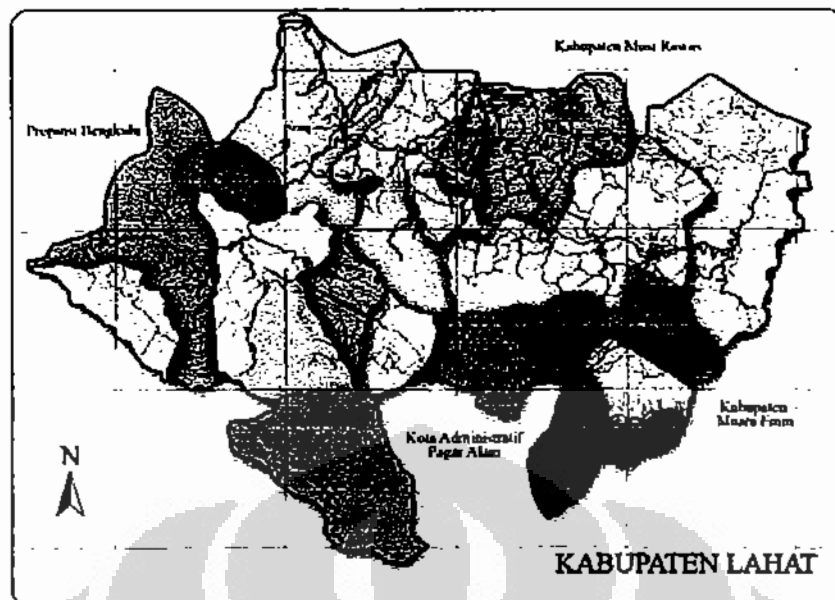 Kabupaten Musi Rawas
Propinsi Bengkulu
Kota Administratif
Pagar Alam
Kabupaten
Muara Enim
N
KABUPATEN LAHAT